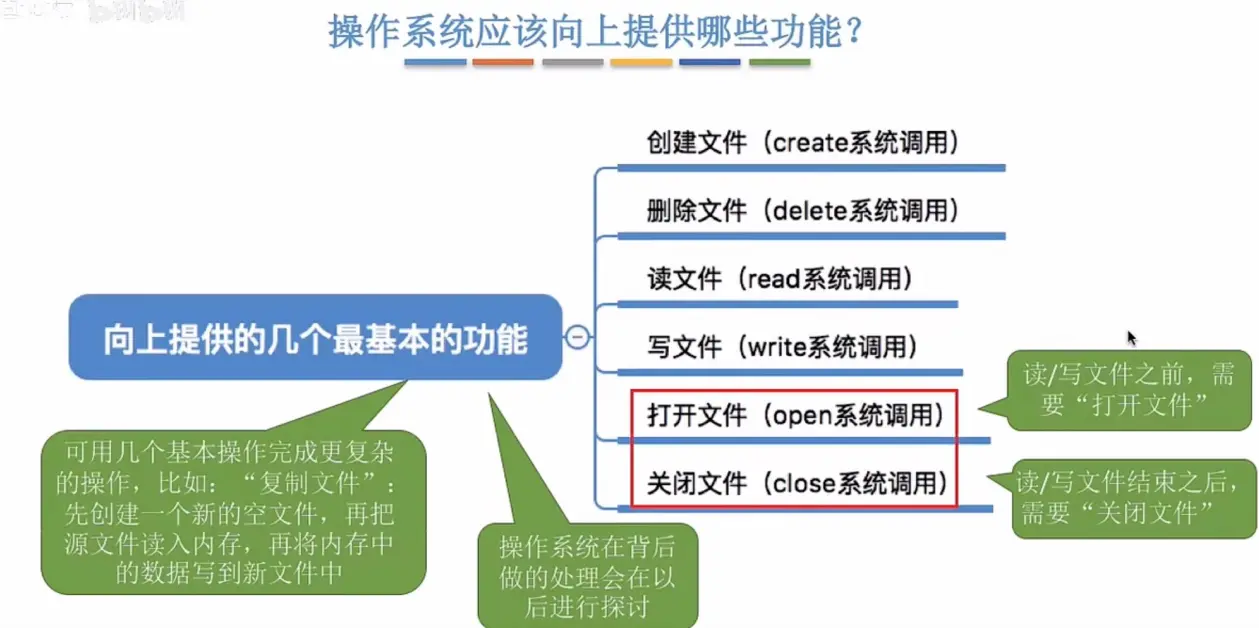 操作系统应该向上提供哪些功能？
创建文件（create系统调用）
删除文件（delete系统调用）
读文件（read系统调用）
向上提供的几个最基本的功能
写文件（write系统调用）
打开文件（open系统调用）
关闭文件（close系统调用）
读/写文件之前，需
要“打开文件”
读/写文件结束之后，
需要“关闭文件”
可用几个基本操作完成更复杂
的操作，比如：“复制文件”：
先创建一个新的空文件，再把
源文件读入内存，再将内存中
的数据写到新文件中
操作系统在背后
做的处理会在以
后进行探讨